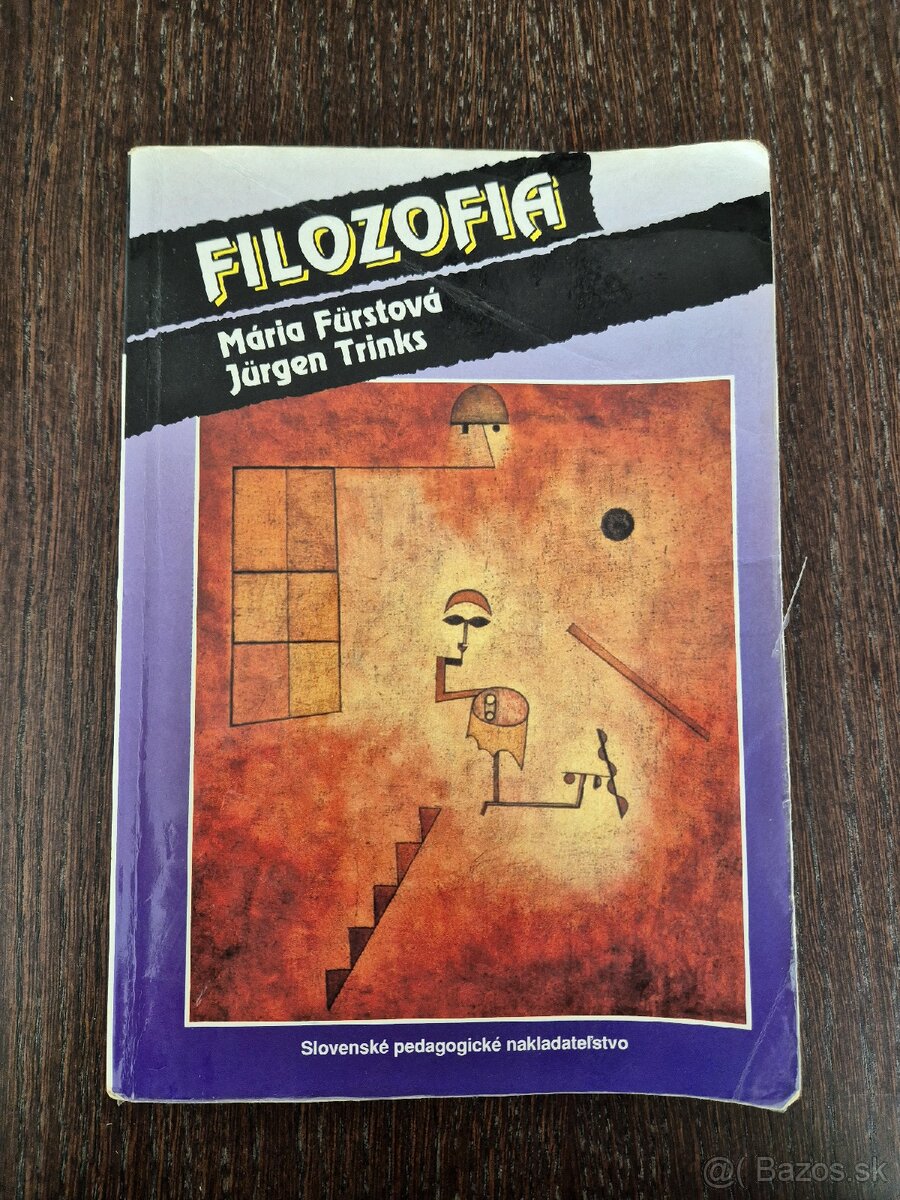 FILOZOFIA
Mária Fürstová
Jürgen Trinks
Slovenské pedagogické nakladateľstvo
@( Bazos.sk